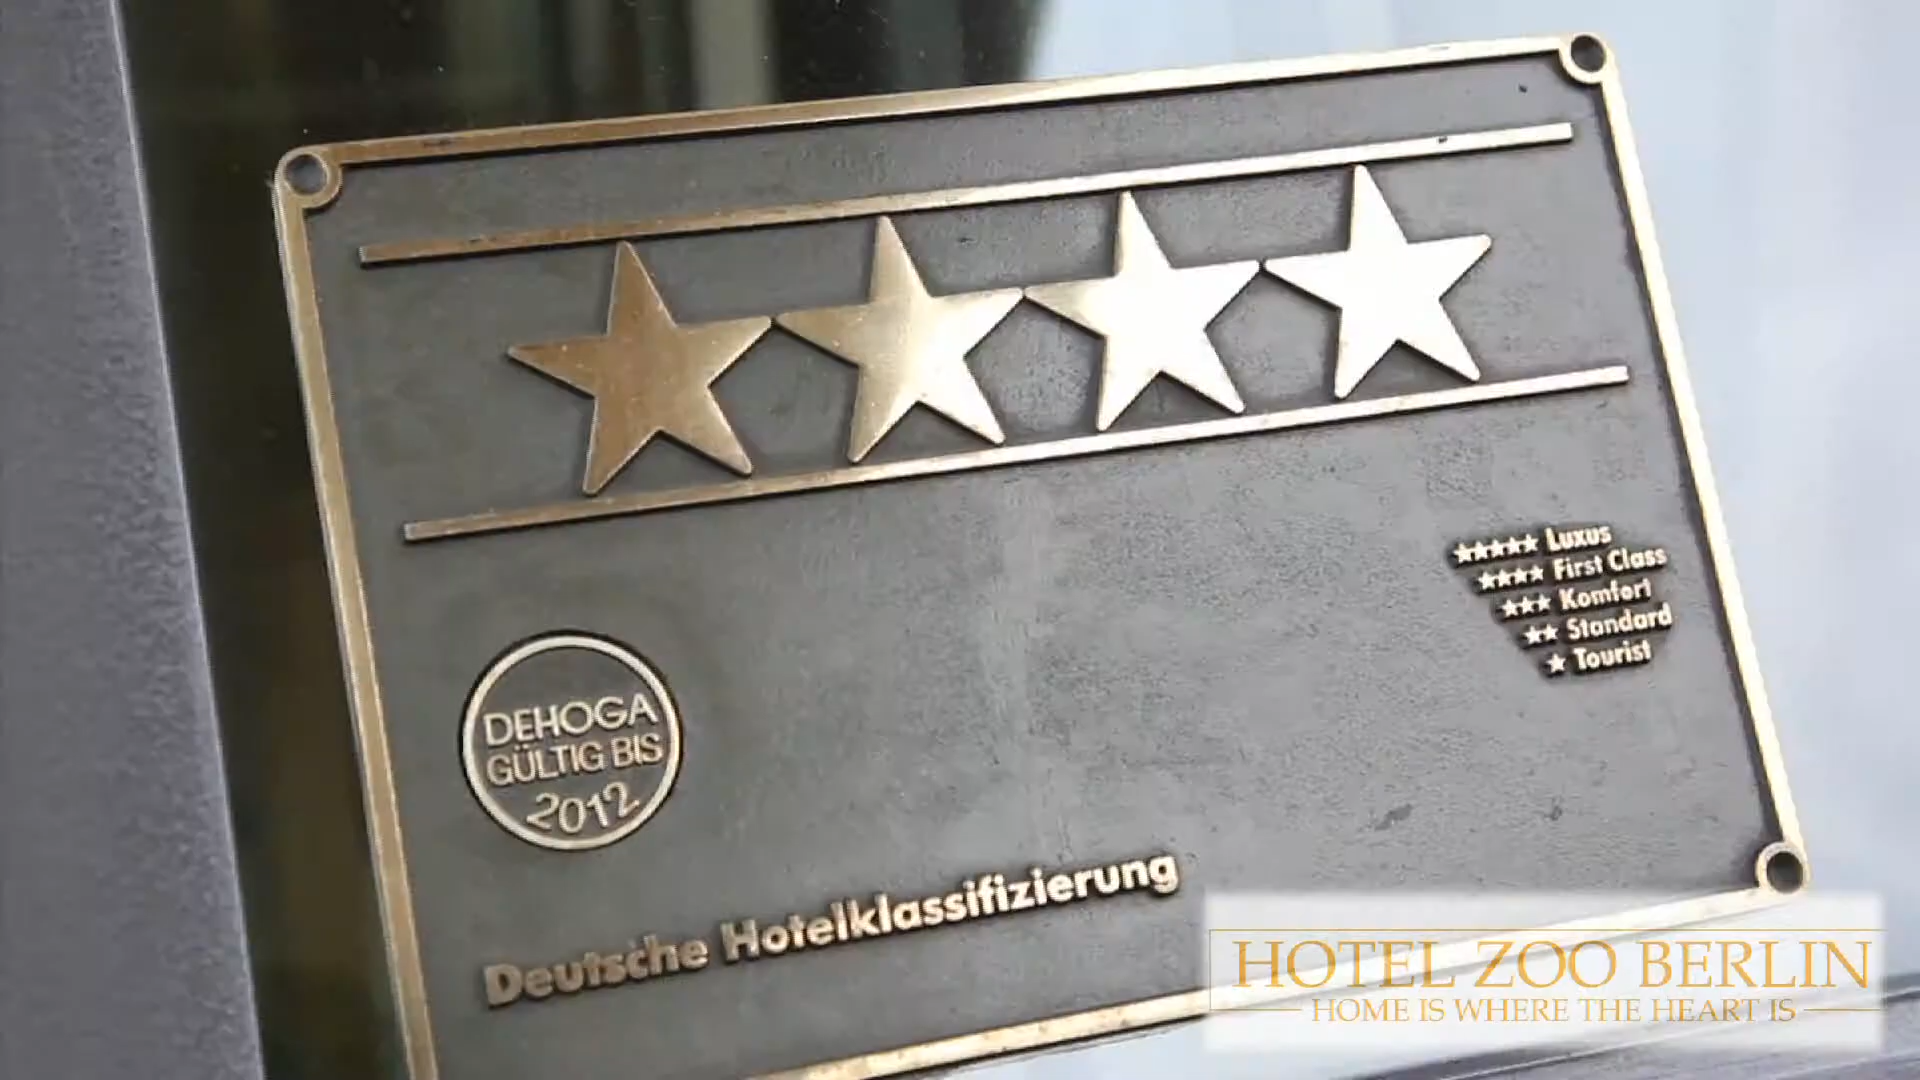 ★★★★★ Luxus
★★★★ First Class
★★★ Komfort
★★ Standard
★ Tourist
DEHOGA
GÜLTIG BIS
2012
Deutsche Hotelklassifizierung
HOTEL ZOO BERLIN
HOME IS WHERE THE HEART IS